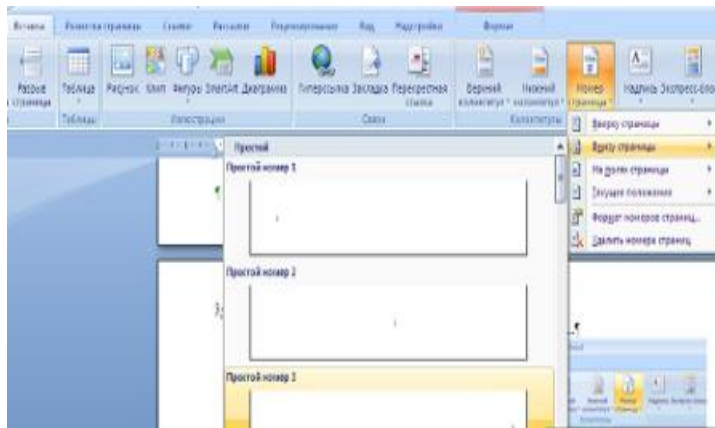 Вставка Разметка страницы Ссылки Рассылки Рецензирование Вид Надстройки Формат
Разрыв страницы
Таблица
Рисунок Клип Фигуры SmartArt Диаграмма
Гиперссылка Закладка Перекрестная ссылка
Верхний колонтитул
Нижний колонтитул
Номер страницы
Надпись Экспресс-бло
Таблицы Иллюстрации Связи Колонтитулы
Вверху страницы
Внизу страницы
На полях страницы
Текущее положение
Формат номеров страниц...
Удалить номера страниц
Простой
Простой номер 1
Простой номер 2
Простой номер 3